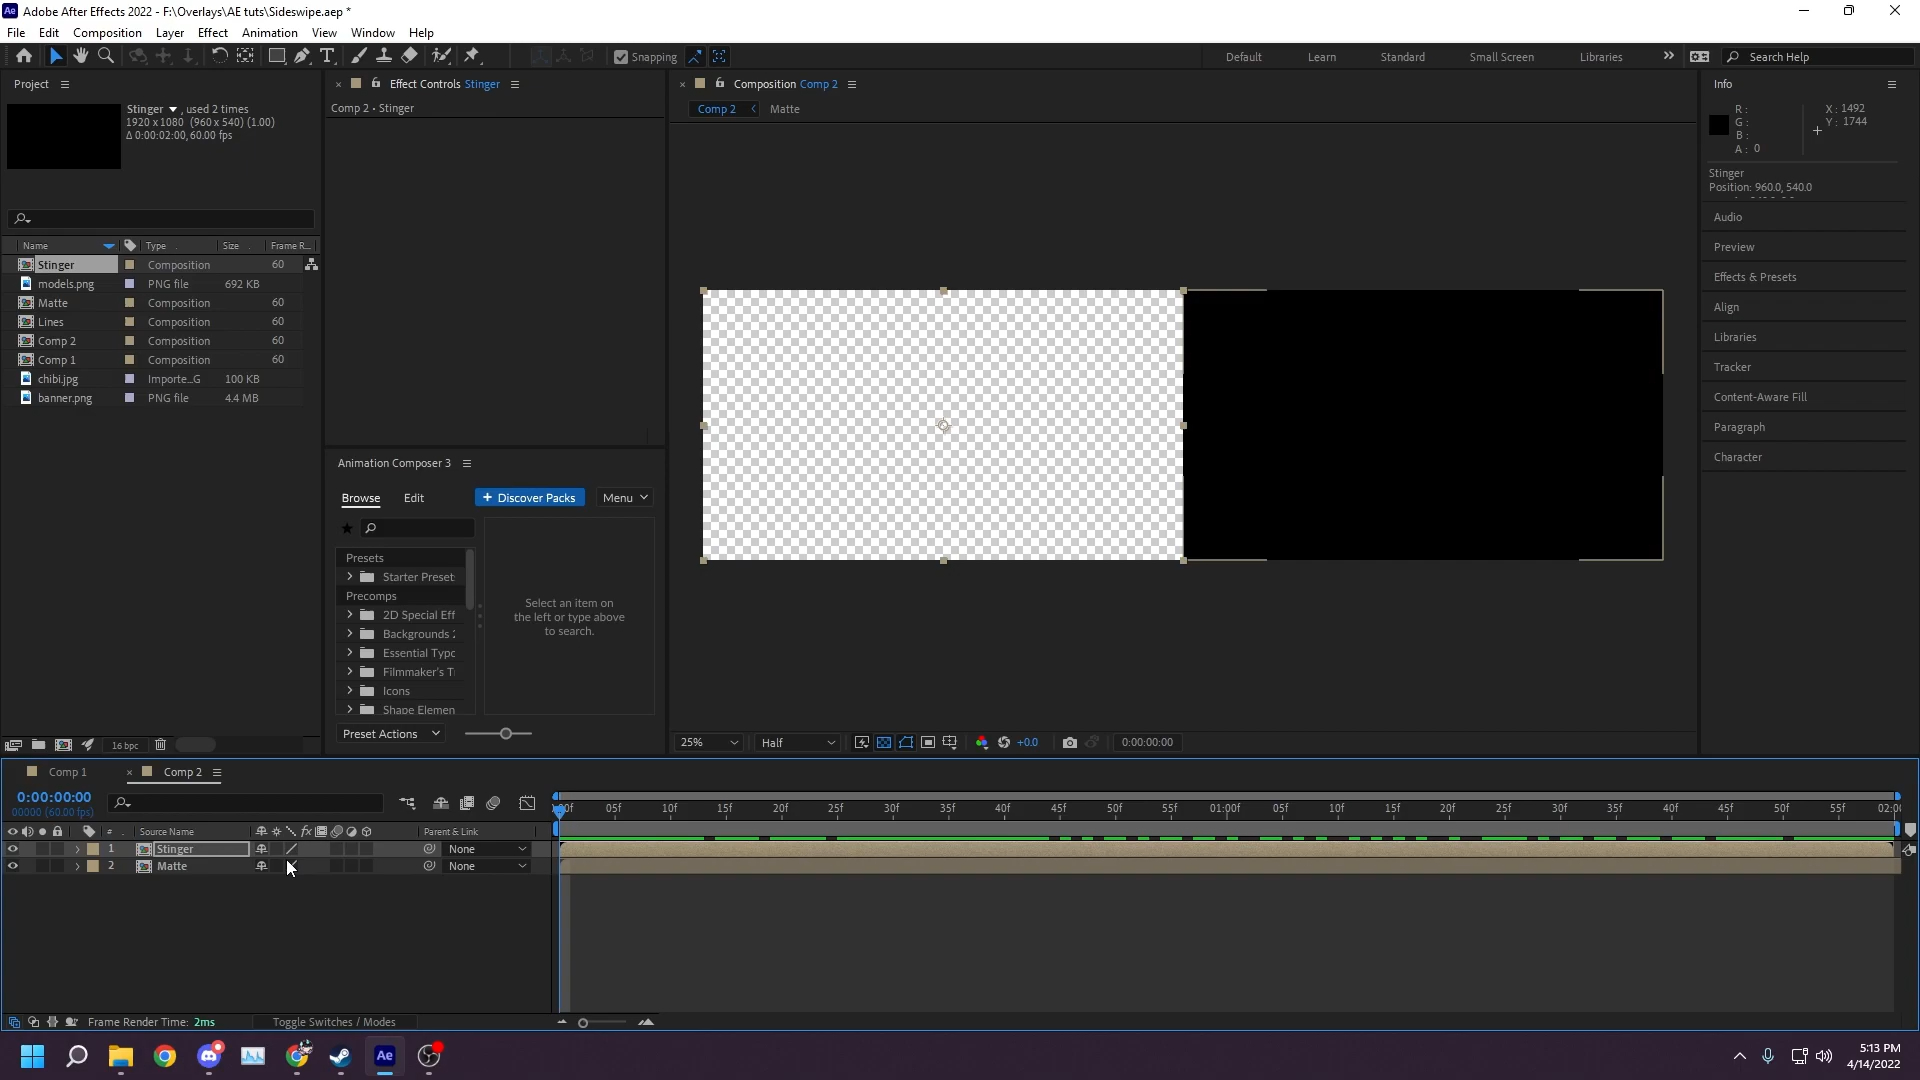 Adobe After Effects 2022 - F:\Overlays\AE tuts\Sideswipe.aep *
File Edit Composition Layer Effect Animation View Window Help
Snapping
Default Learn Standard Small Screen Libraries Search Help
Project
Effect Controls Stinger
Composition Comp 2
Info
Stinger , used 2 times
1920 x 1080 (960 x 540) (1.00)
Δ 0:00:02:00, 60.00 fps
Comp 2 • Stinger
Comp 2 Matte
R :
G :
B :
A : 0
X : 1492
Y : 1744
Stinger
Position: 960.0, 540.0
Audio
Preview
Effects & Presets
Align
Libraries
Tracker
Content-Aware Fill
Paragraph
Character
Name Type Size Frame R...
Stinger Composition 60
models.png PNG file 692 KB
Matte Composition 60
Lines Composition 60
Comp 2 Composition 60
Comp 1 Composition 60
chibi.jpg Importe...G 100 KB
banner.png PNG file 4.4 MB
16 bpc
Animation Composer 3
Browse Edit + Discover Packs Menu
Presets
Starter Preset
Precomps
2D Special Eff
Backgrounds
Essential Typo
Filmmaker's T
Icons
Shape Elemen
Select an item on
the left or type above
to search.
Preset Actions
25% Half +0.0 0:00:00:00
Comp 1 Comp 2
0:00:00:00
00000 (60.00 fps)
05f 10f 15f 20f 25f 30f 35f 40f 45f 50f 55f 01:00f 05f 10f 15f 20f 25f 30f 35f 40f 45f 50f 55f 02:0
# Source Name fx Parent & Link
1 Stinger None
2 Matte None
Frame Render Time: 2ms Toggle Switches / Modes
Ae
5:13 PM
4/14/2022